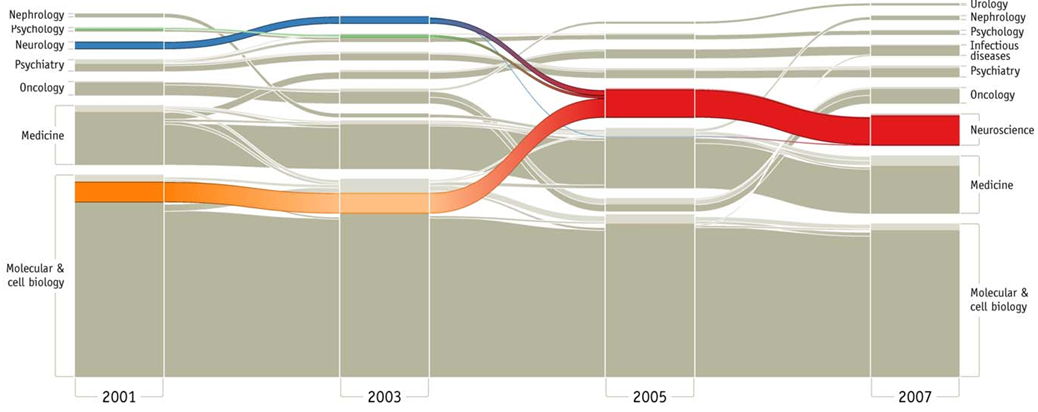 Nephrology
Psychology
Neurology
Psychiatry
Oncology
Medicine
Molecular &
cell biology
Urology
Nephrology
Psychology
Infectious
diseases
Psychiatry
Oncology
Neuroscience
Medicine
Molecular &
cell biology
2001
2003
2005
2007